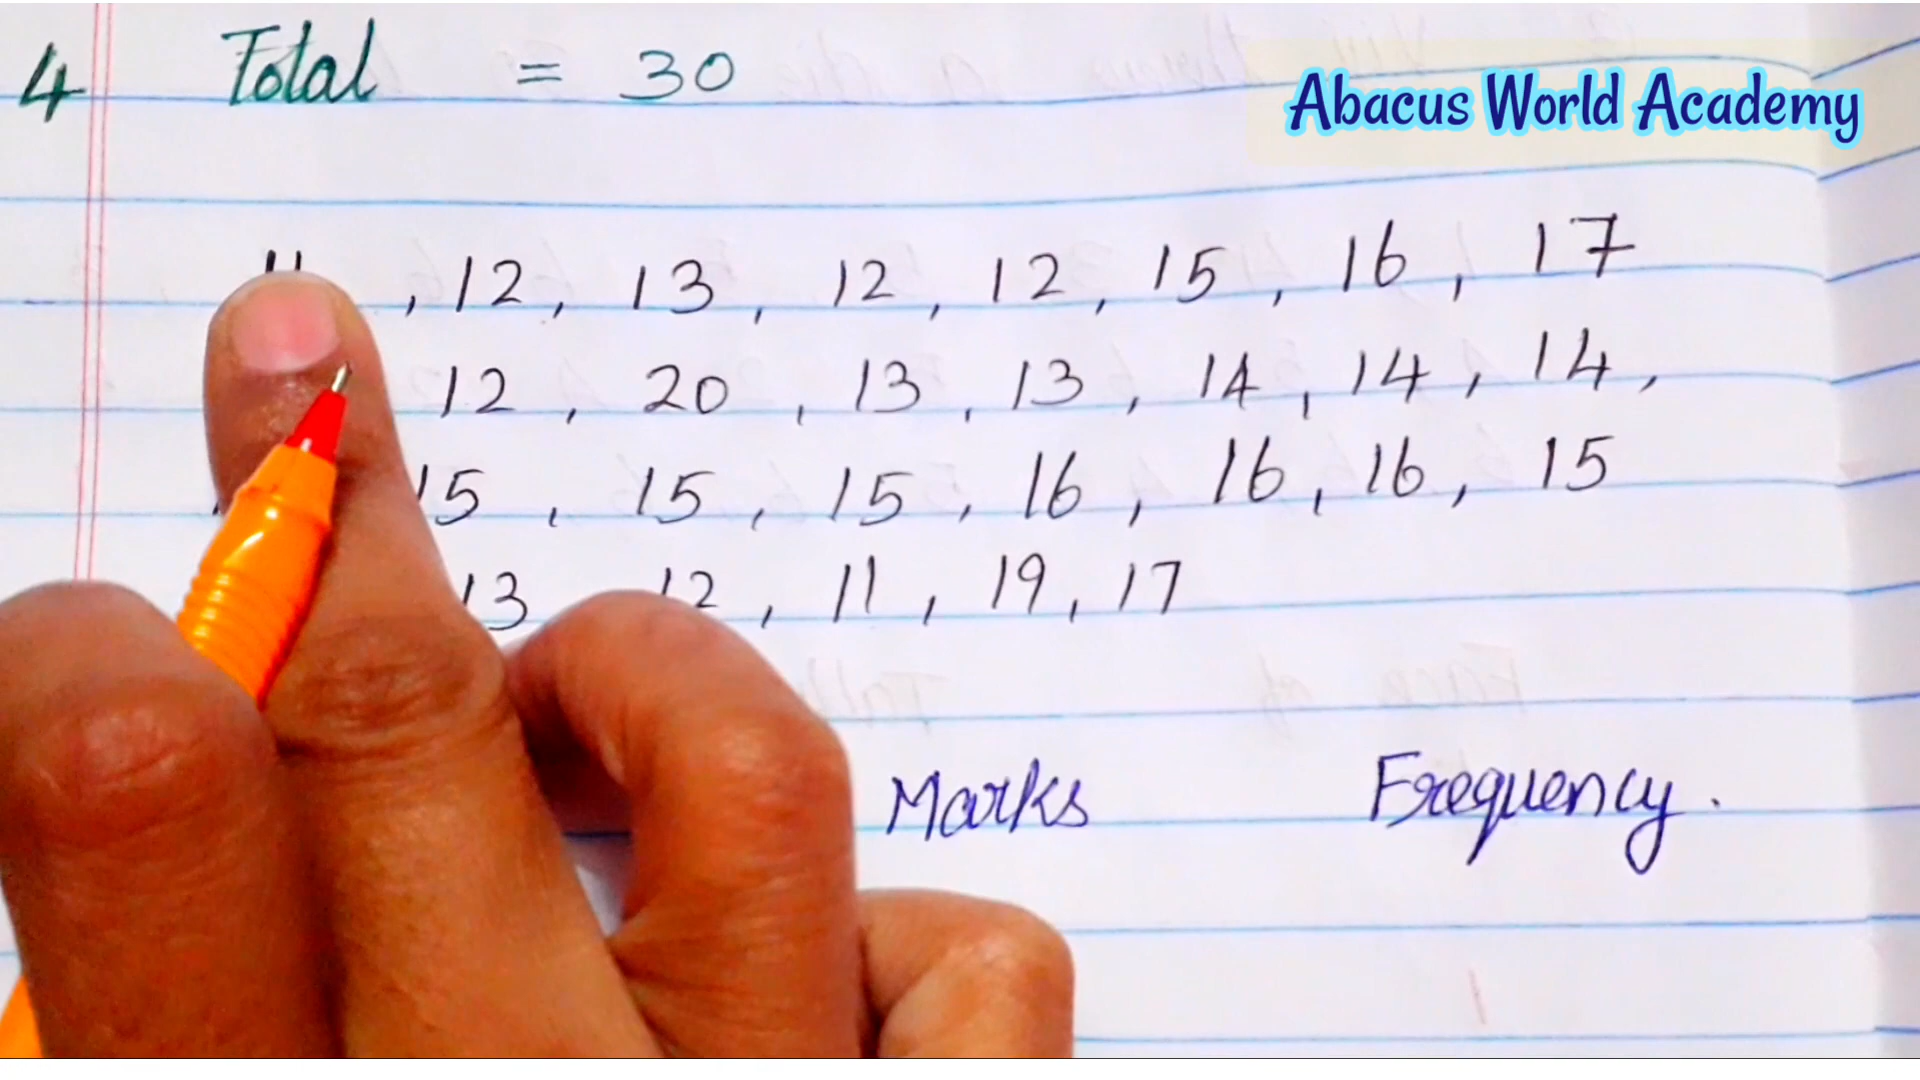 4 Total = 30
Abacus World Academy
, 12, 13, 12, 12, 15, 16, 17
12, 20, 13, 13, 14, 14, 14,
15, 15, 15, 16, 16, 16, 15
13 12, 11, 19, 17
Marks Frequency.